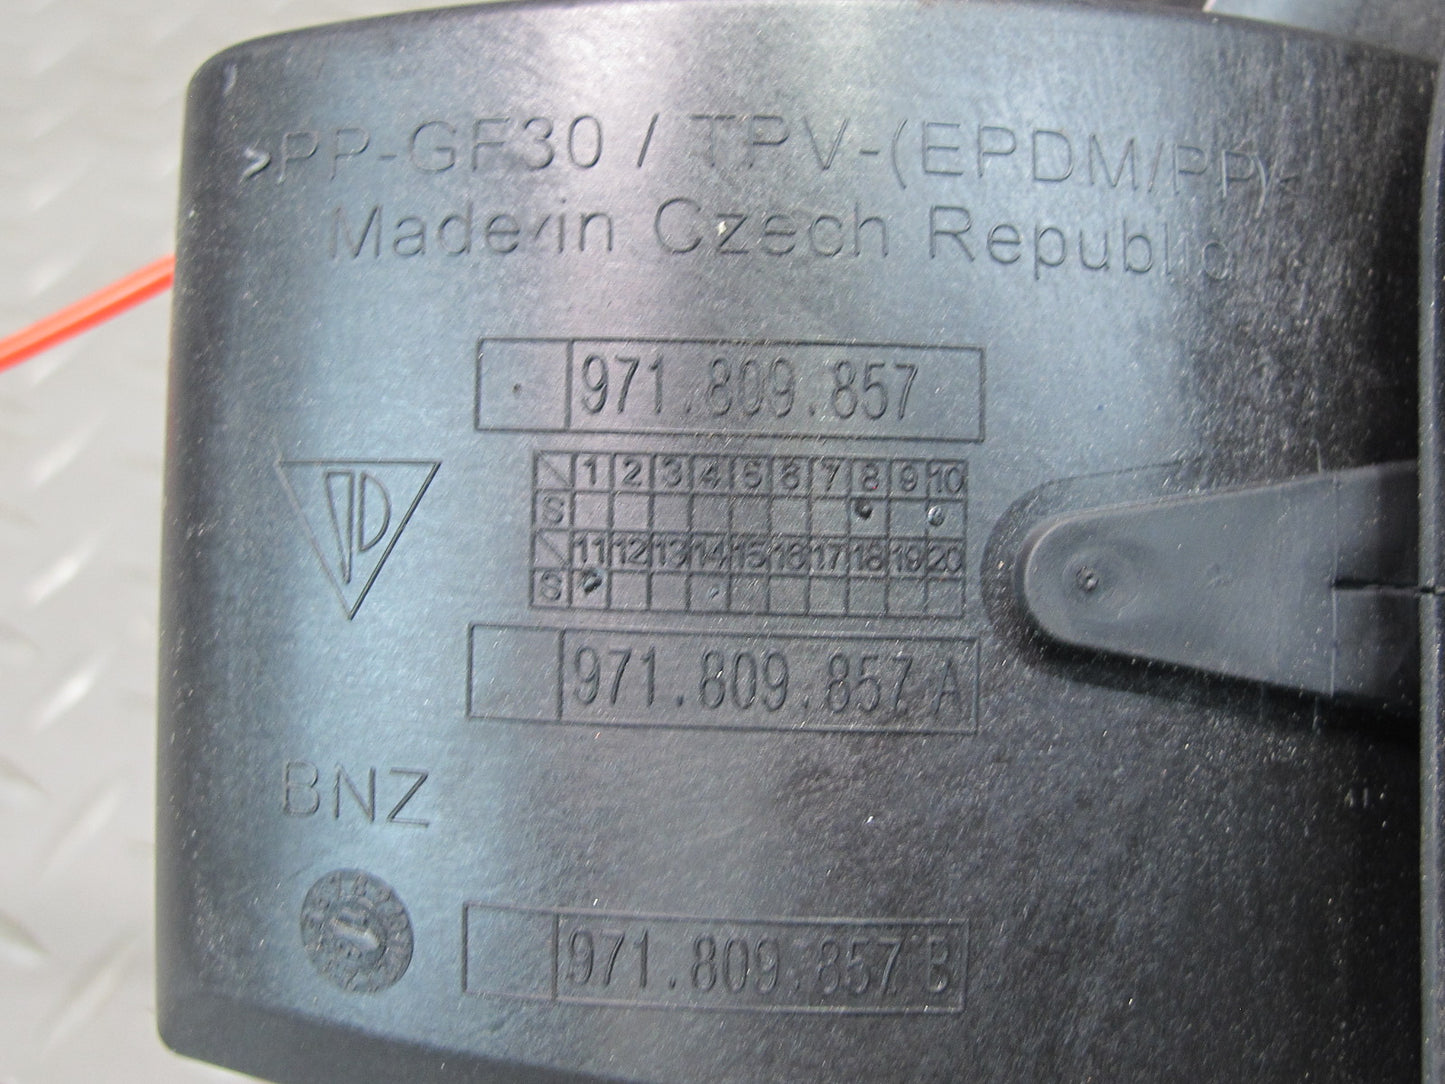 >PP-GF30 / TPV-(EPDM/PP)<
Made in Czech Republic
971.809.857
1 2 3 4 5 6 7 8 9 10
S
11 12 13 14 15 16 17 18 19 20
S
971.809.857 A
BNZ
971.809.857 B